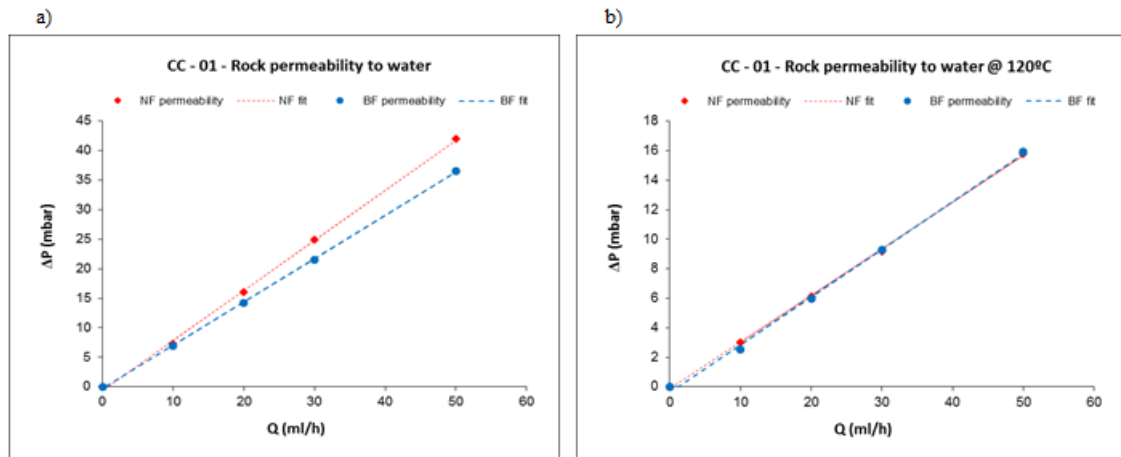 a)
CC - 01 - Rock permeability to water
NF permeability NF fit BF permeability BF fit
45
40
35
30
25
20
15
10
5
0
ΔP (mbar)
0 10 20 30 40 50 60
Q (ml/h)
b)
CC - 01 - Rock permeability to water @ 120ºC
NF permeability NF fit BF permeability BF fit
18
16
14
12
10
8
6
4
2
0
ΔP (mbar)
0 10 20 30 40 50 60
Q (ml/h)